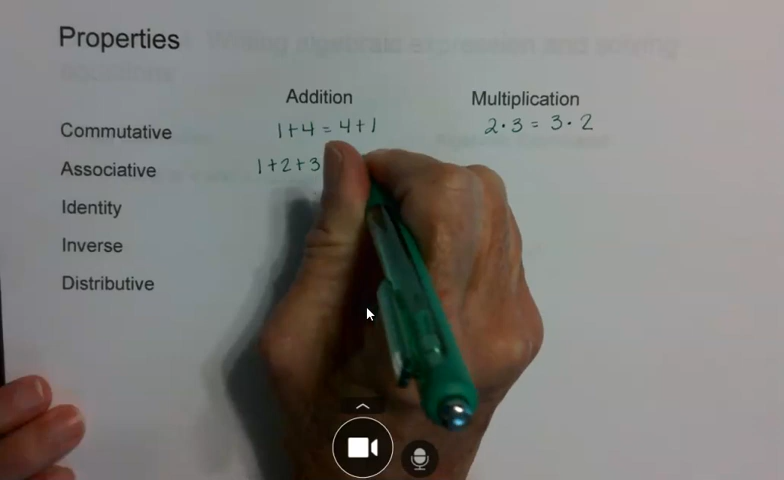 Properties
Addition Multiplication
Commutative 1+4 = 4+1 2·3 = 3·2
Associative 1+2+3
Identity
Inverse
Distributive